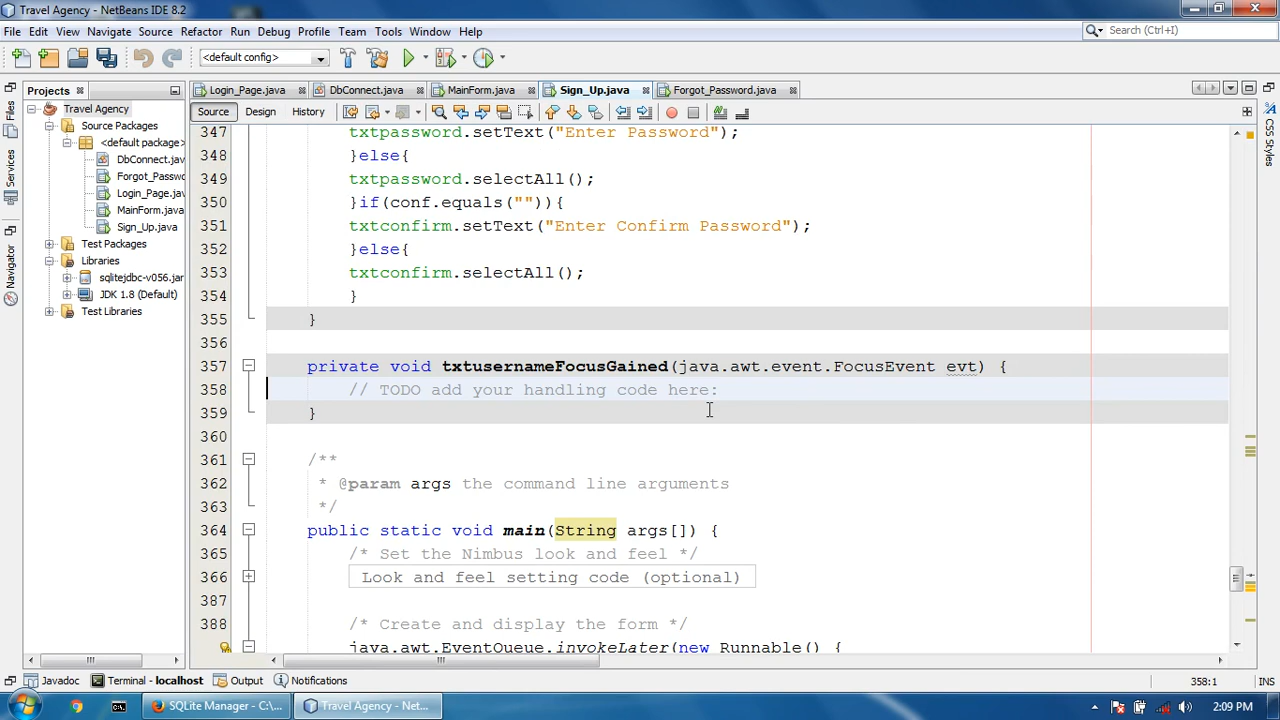 Travel Agency - NetBeans IDE 8.2
File Edit View Navigate Source Refactor Run Debug Profile Team Tools Window Help
Search (Ctrl+I)
<default config>
Projects
Login_Page.java
DbConnect.java
MainForm.java
Sign_Up.java
Forgot_Password.java
Source Design History
Files
Services
Navigator
CSS Styles
Travel Agency
Source Packages
<default package>
DbConnect.jav
Forgot_Passwo
Login_Page.jav
MainForm.java
Sign_Up.java
Test Packages
Libraries
sqlitejdbc-v056.jar
JDK 1.8 (Default)
Test Libraries
347 txtpassword.setText("Enter Password");
348 }else{
349 txtpassword.selectAll();
350 }if(conf.equals("")){
351 txtconfirm.setText("Enter Confirm Password");
352 }else{
353 txtconfirm.selectAll();
354 }
355 }
356
357 private void txtusernameFocusGained(java.awt.event.FocusEvent evt) {
358 // TODO add your handling code here:
359 }
360
361 /**
362 * @param args the command line arguments
363 */
364 public static void main(String args[]) {
365 /* Set the Nimbus look and feel */
366 Look and feel setting code (optional)
387
388 /* Create and display the form */
java.awt.EventQueue.invokeLater(new Runnable() {
Javadoc Terminal - localhost Output Notifications
358:1 INS
SQLite Manager - C:\...
Travel Agency - Net...
2:09 PM